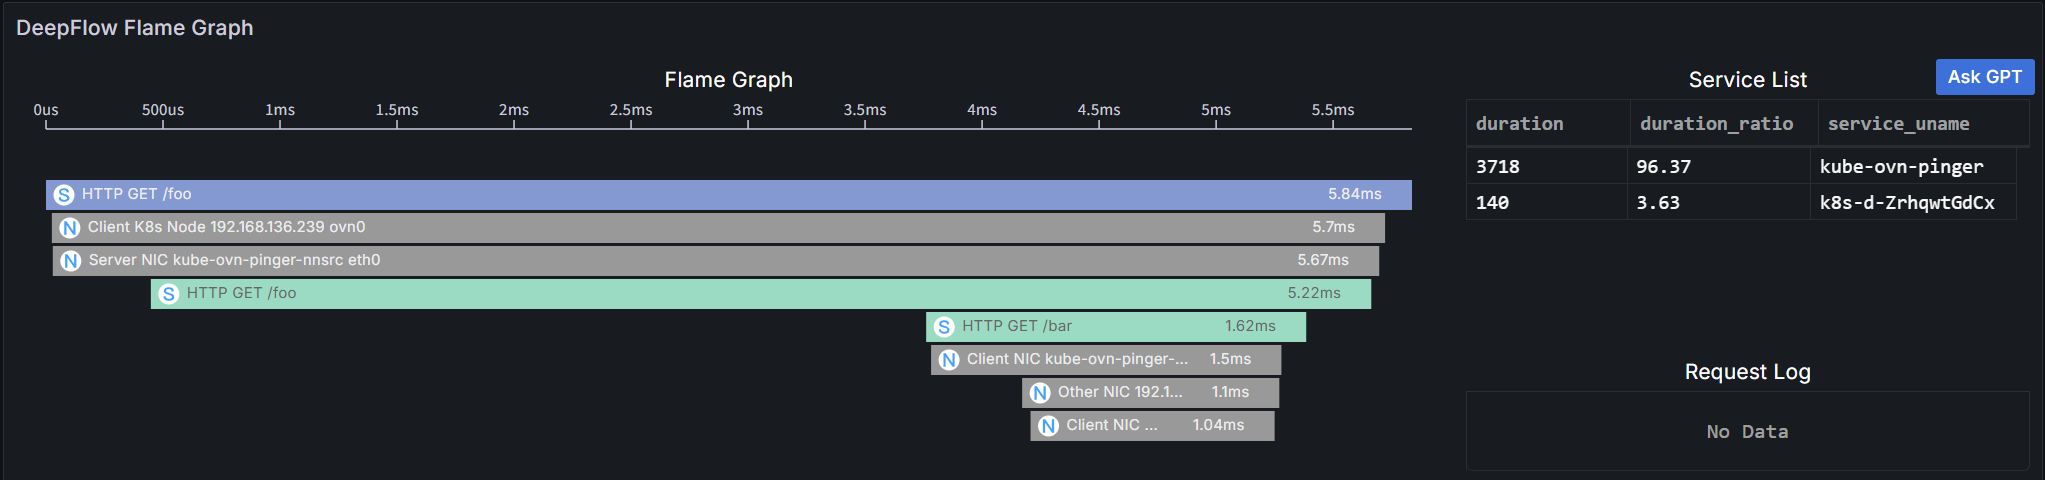 DeepFlow Flame Graph
Flame Graph
0us 500us 1ms 1.5ms 2ms 2.5ms 3ms 3.5ms 4ms 4.5ms 5ms 5.5ms
S HTTP GET /foo 5.84ms
N Client K8s Node 192.168.136.239 ovn0 5.7ms
N Server NIC kube-ovn-pinger-nnsrc eth0 5.67ms
S HTTP GET /foo 5.22ms
S HTTP GET /bar 1.62ms
N Client NIC kube-ovn-pinger-... 1.5ms
N Other NIC 192.1... 1.1ms
N Client NIC ... 1.04ms
Service List
Ask GPT
duration duration_ratio service_uname
3718 96.37 kube-ovn-pinger
140 3.63 k8s-d-ZrhqwtGdCx
Request Log
No Data